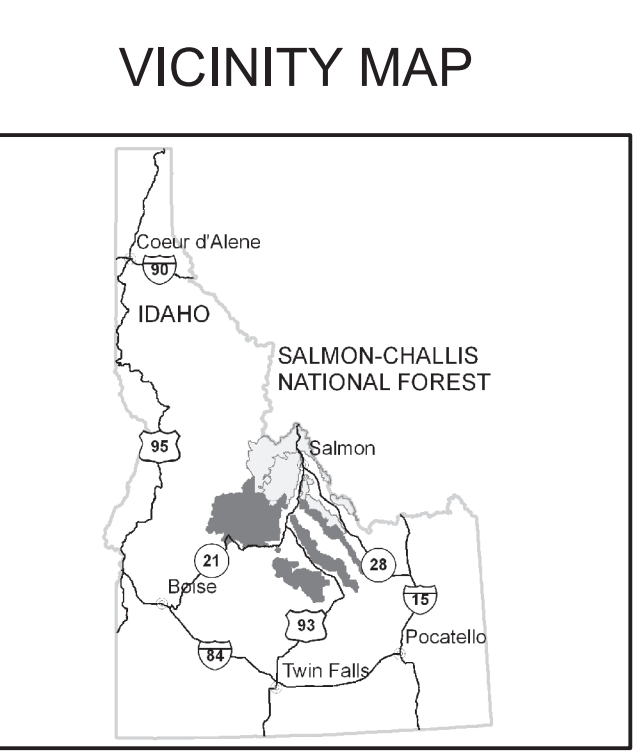 VICINITY MAP
Coeur d'Alene
90
IDAHO
SALMON-CHALLIS
NATIONAL FOREST
95
Salmon
21
28
Boise
15
93
Pocatello
84
Twin Falls